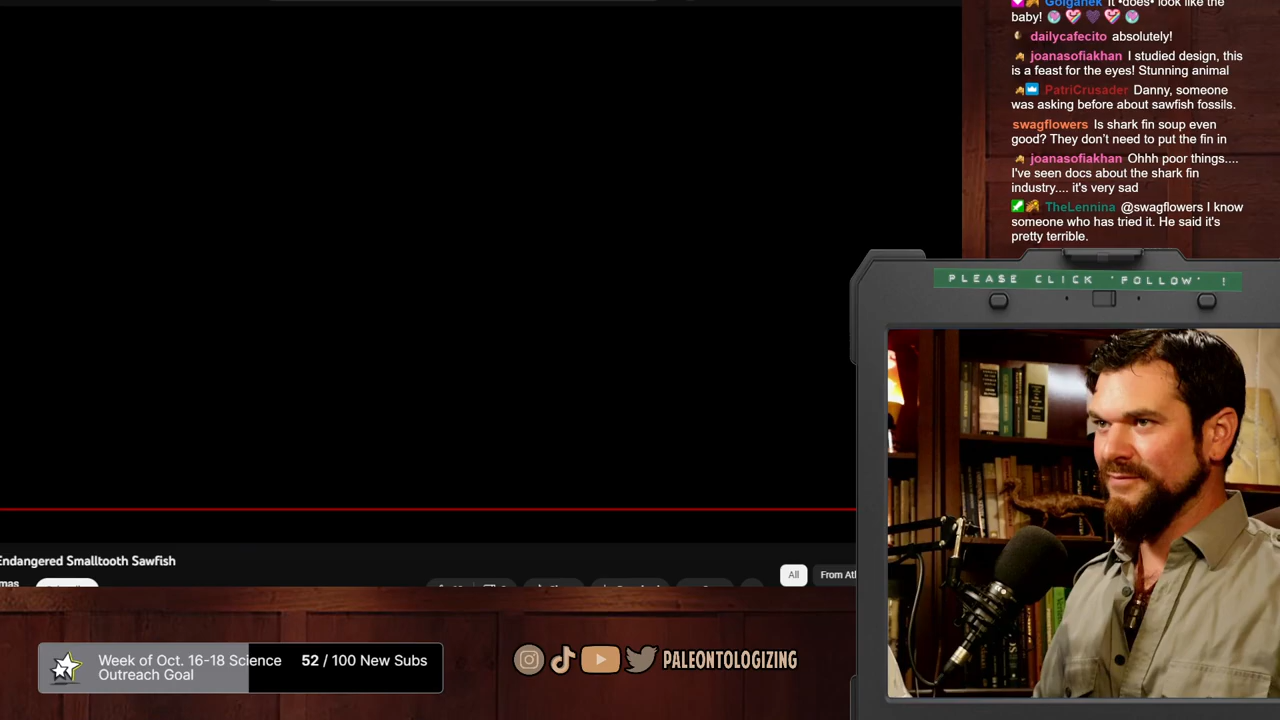 Golganek It •does• look like the
baby!
dailycafecito absolutely!
joanasofiakhan I studied design, this
is a feast for the eyes! Stunning animal
PatriCrusader Danny, someone
was asking before about sawfish fossils.
swagflowers Is shark fin soup even
good? They don't need to put the fin in
joanasofiakhan Ohhh poor things....
I've seen docs about the shark fin
industry.... it's very sad
TheLennina @swagflowers I know
someone who has tried it. He said it's
pretty terrible.
PLEASE CLICK 'FOLLOW' !
Endangered Smalltooth Sawfish
mas
All From Atl
Week of Oct. 16-18 Science 52 / 100 New Subs
Outreach Goal
PALEONTOLOGIZING